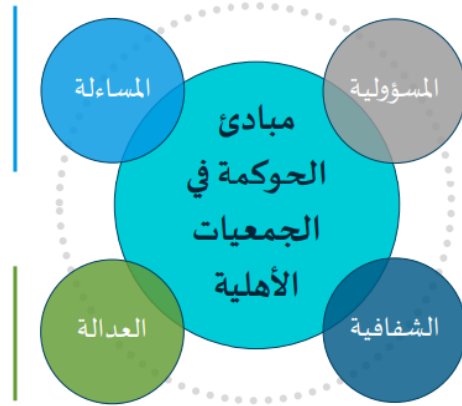 المسؤولية
المساءلة
مبادئ
الحوكمة في
الجمعيات
الأهلية
الشفافية
العدالة